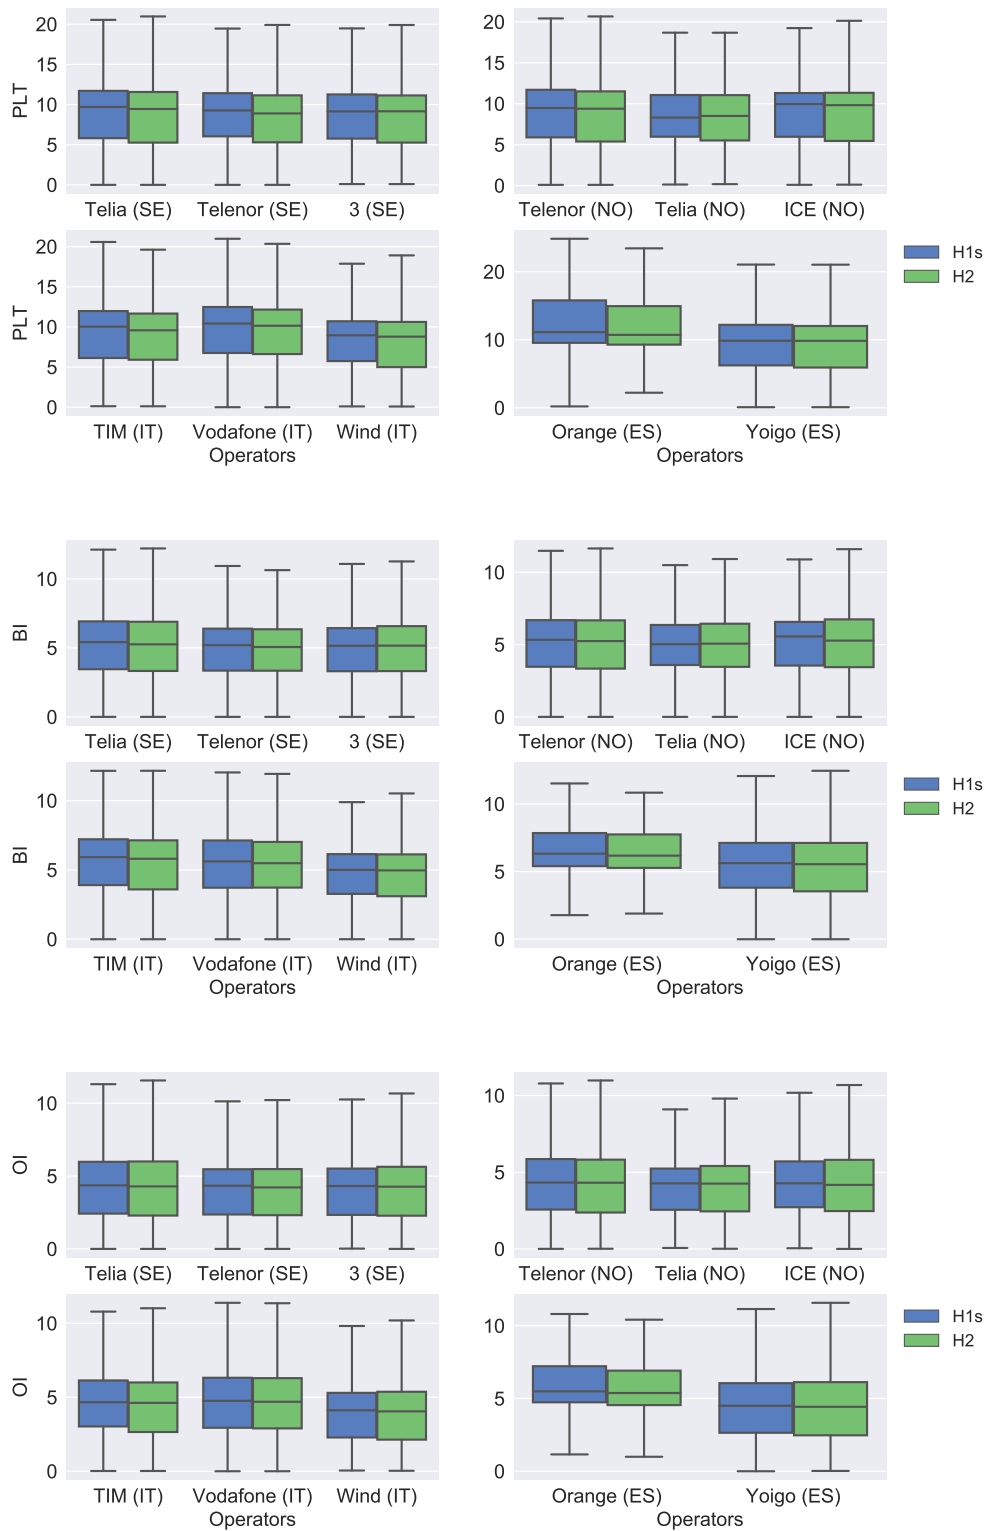 PLT
20
15
10
5
0
Telia (SE) Telenor (SE) 3 (SE)
20
15
10
5
0
Telenor (NO) Telia (NO) ICE (NO)
PLT
20
15
10
5
0
TIM (IT) Vodafone (IT) Wind (IT)
Operators
20
10
0
Orange (ES) Yoigo (ES)
Operators
H1s
H2
BI
10
5
0
Telia (SE) Telenor (SE) 3 (SE)
10
5
0
Telenor (NO) Telia (NO) ICE (NO)
BI
10
5
0
TIM (IT) Vodafone (IT) Wind (IT)
Operators
10
5
0
Orange (ES) Yoigo (ES)
Operators
H1s
H2
OI
10
5
0
Telia (SE) Telenor (SE) 3 (SE)
10
5
0
Telenor (NO) Telia (NO) ICE (NO)
OI
10
5
0
TIM (IT) Vodafone (IT) Wind (IT)
Operators
10
5
0
Orange (ES) Yoigo (ES)
Operators
H1s
H2